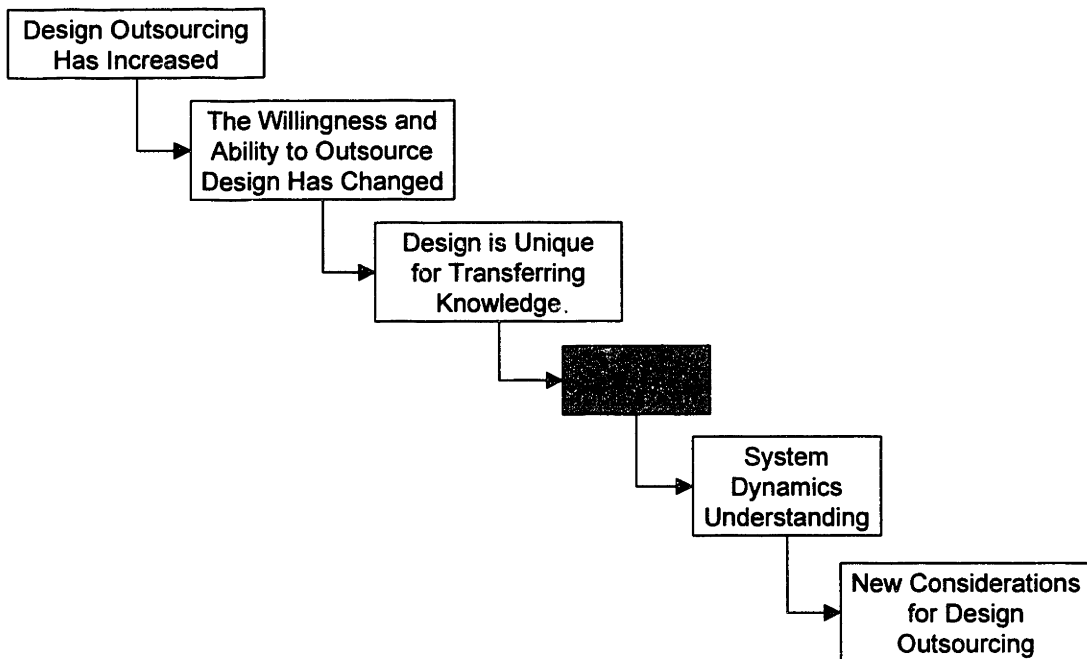 Design Outsourcing
Has Increased
The Willingness and
Ability to Outsource
Design Has Changed
Design is Unique
for Transferring
Knowledge.
System
Dynamics
Understanding
New Considerations
for Design
Outsourcing